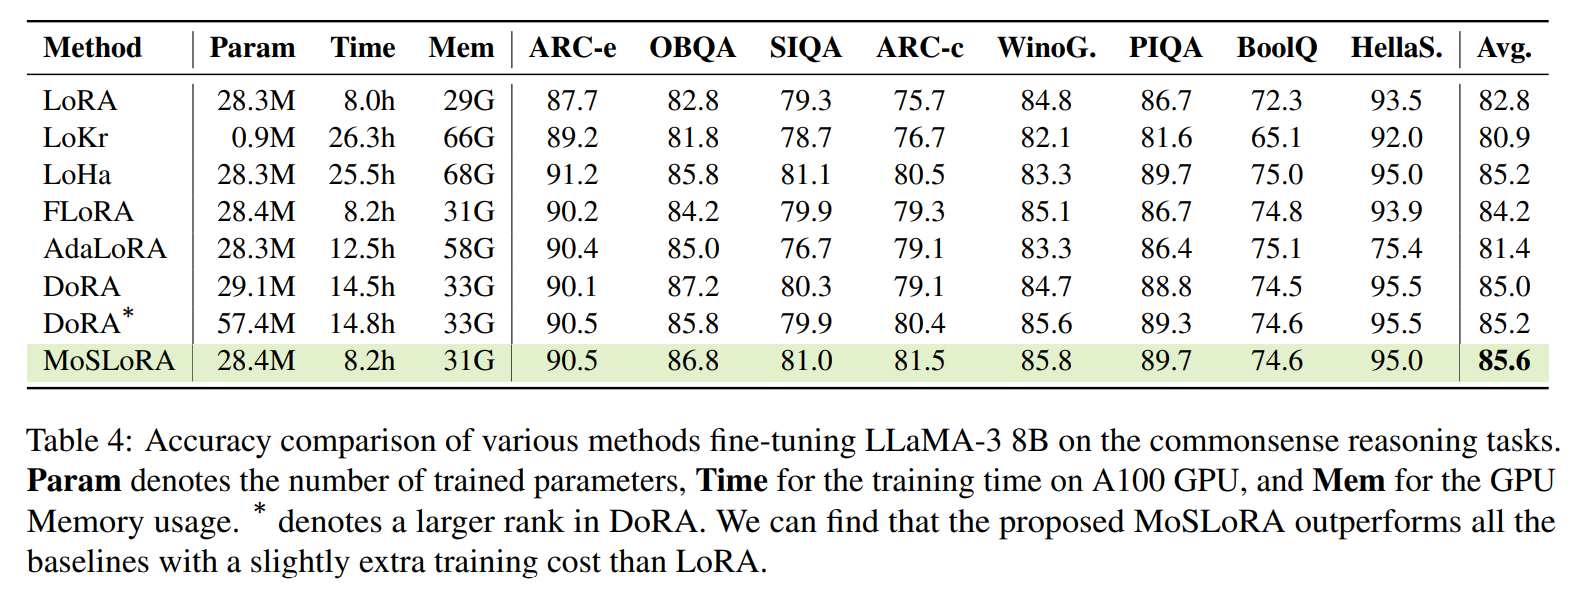 Method Param Time Mem ARC-e OBQA SIQA ARC-c WinoG. PIQA BoolQ HellaS. Avg.
LoRA 28.3M 8.0h 29G 87.7 82.8 79.3 75.7 84.8 86.7 72.3 93.5 82.8
LoKr 0.9M 26.3h 66G 89.2 81.8 78.7 76.7 82.1 81.6 65.1 92.0 80.9
LoHa 28.3M 25.5h 68G 91.2 85.8 81.1 80.5 83.3 89.7 75.0 95.0 85.2
FLoRA 28.4M 8.2h 31G 90.2 84.2 79.9 79.3 85.1 86.7 74.8 93.9 84.2
AdaLoRA 28.3M 12.5h 58G 90.4 85.0 76.7 79.1 83.3 86.4 75.1 75.4 81.4
DoRA 29.1M 14.5h 33G 90.1 87.2 80.3 79.1 84.7 88.8 74.5 95.5 85.0
DoRA* 57.4M 14.8h 33G 90.5 85.8 79.9 80.4 85.6 89.3 74.6 95.5 85.2
MoSLoRA 28.4M 8.2h 31G 90.5 86.8 81.0 81.5 85.8 89.7 74.6 95.0 85.6
Table 4: Accuracy comparison of various methods fine-tuning LLaMA-3 8B on the commonsense reasoning tasks.
Param denotes the number of trained parameters, Time for the training time on A100 GPU, and Mem for the GPU
Memory usage. * denotes a larger rank in DoRA. We can find that the proposed MoSLoRA outperforms all the
baselines with a slightly extra training cost than LoRA.